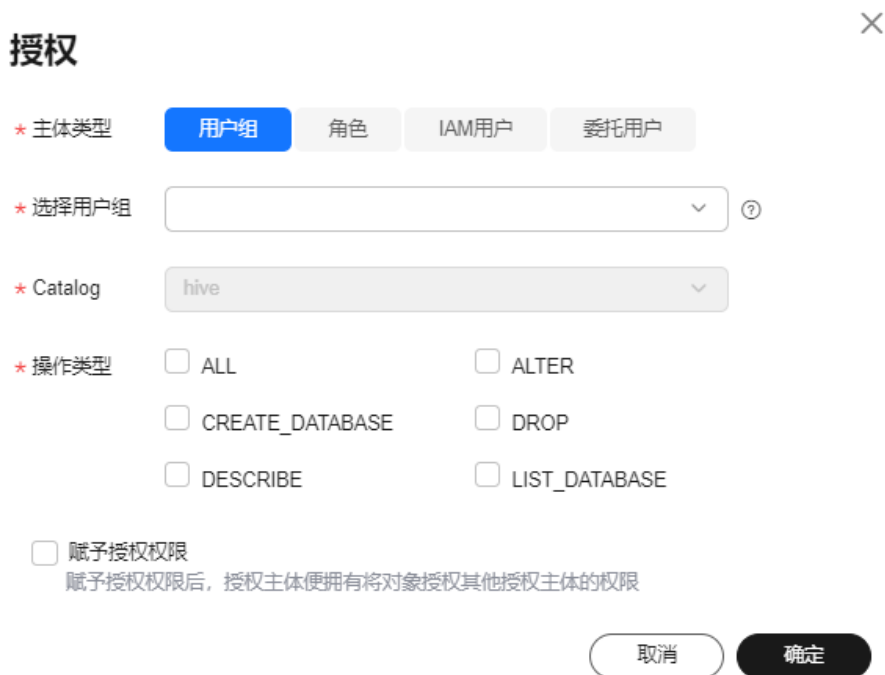 授权
* 主体类型 用户组 角色 IAM用户 委托用户
* 选择用户组
* Catalog hive
* 操作类型 ALL ALTER
CREATE_DATABASE DROP
DESCRIBE LIST_DATABASE
赋予授权权限
赋予授权权限后，授权主体便拥有将对象授权其他授权主体的权限
取消 确定